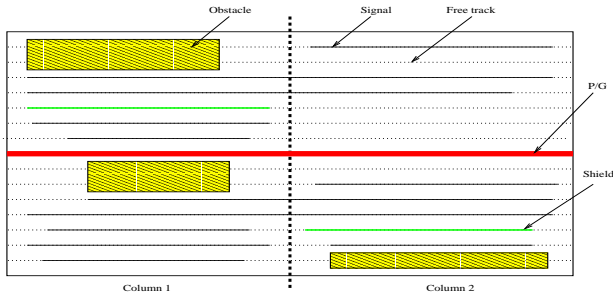 Obstacle
Signal
Free track
P/G
Shield
Column 1
Column 2